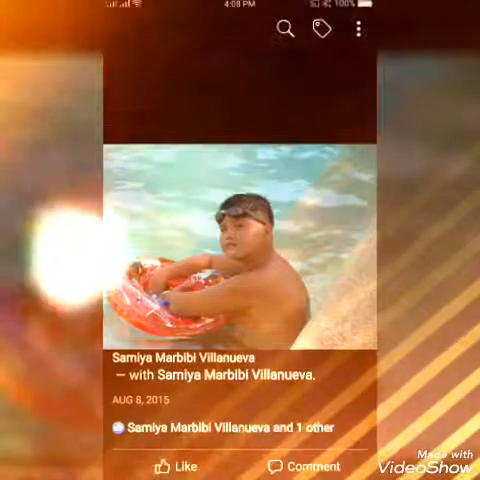 4:08 PM
100%
Samiya Marbibi Villanueva
— with Samiya Marbibi Villanueva.
AUG 8, 2015
Samiya Marbibi Villanueva and 1 other
Like
Comment
Made with
VideoShow